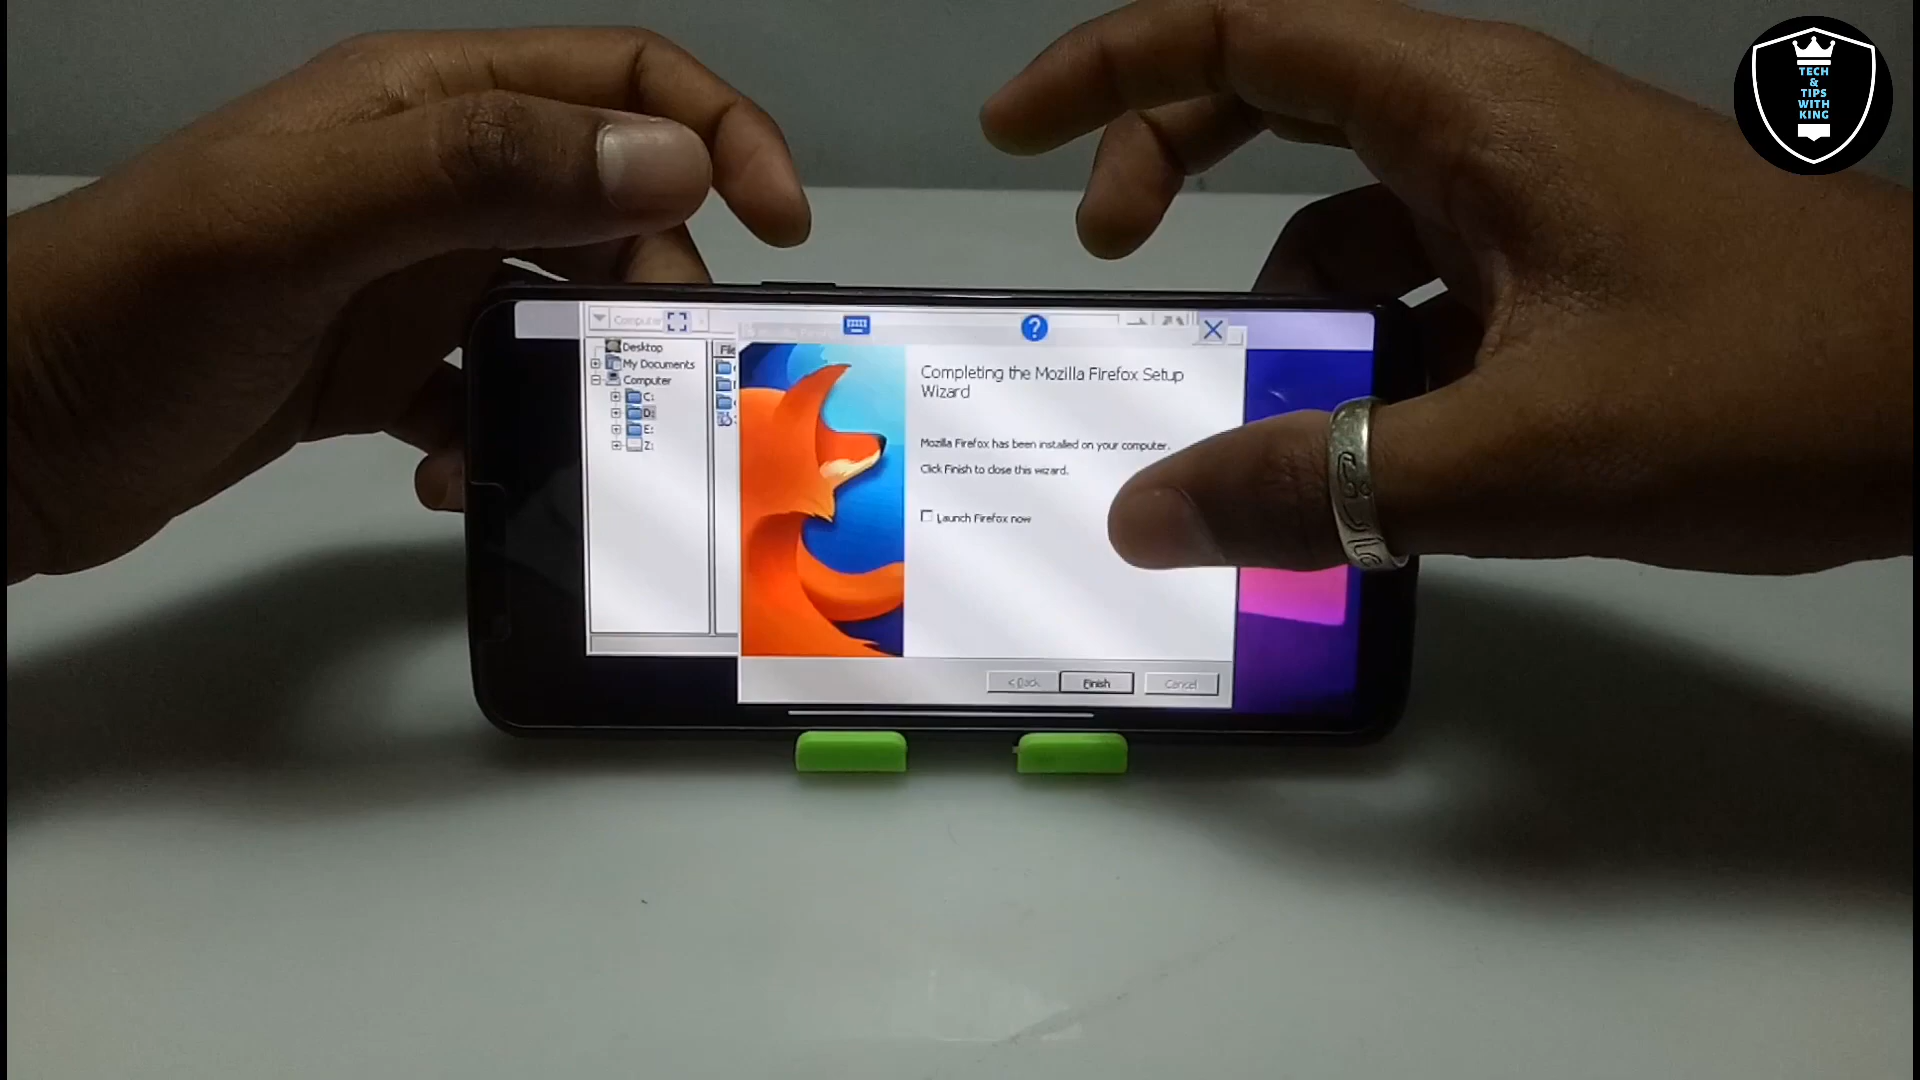 TECH
&
TIPS
WITH
KING
Computer
Desktop
My Documents
Computer
C:
D:
E:
Z:
File
?
Completing the Mozilla Firefox Setup
Wizard
Mozilla Firefox has been installed on your computer.
Click Finish to close this wizard.
Launch Firefox now
< Back
Finish
Cancel